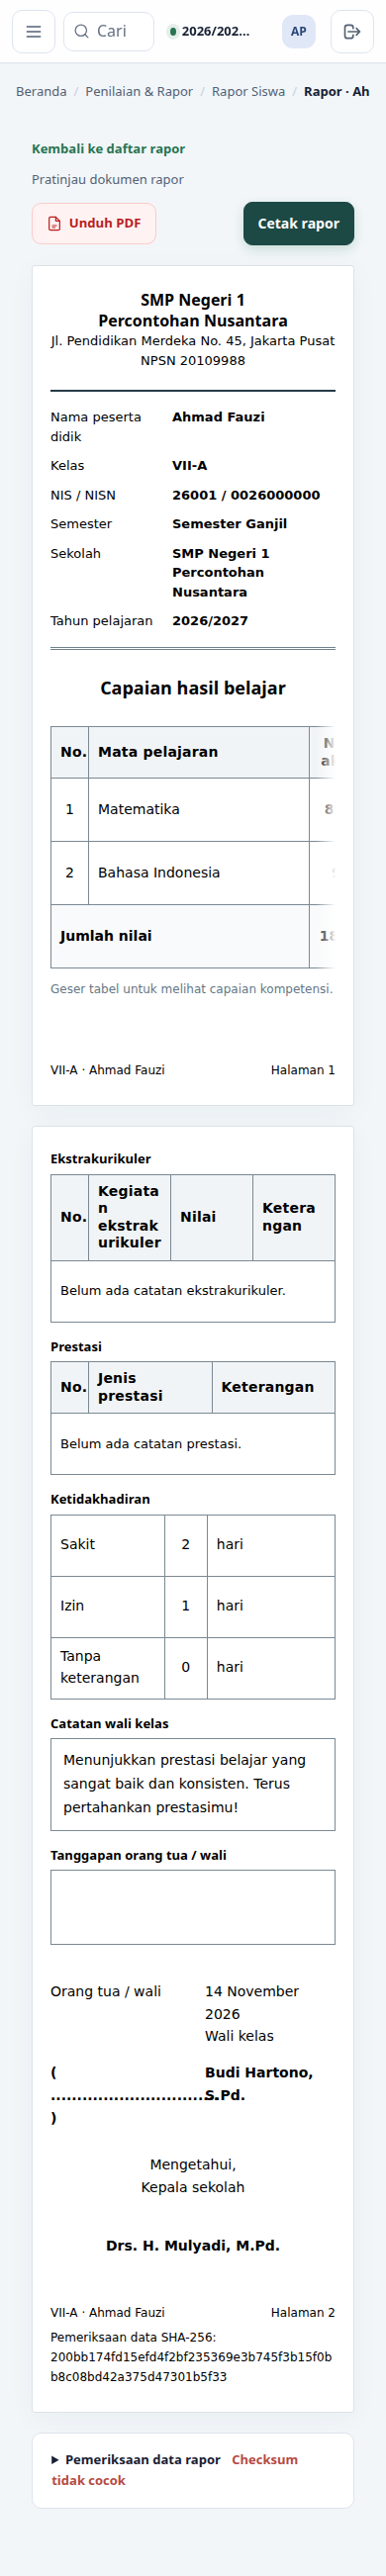 Cari
2026/202...
AP
Beranda / Penilaian & Rapor / Rapor Siswa / Rapor · Ah
Kembali ke daftar rapor
Pratinjau dokumen rapor
Unduh PDF
Cetak rapor
SMP Negeri 1
Percontohan Nusantara
Jl. Pendidikan Merdeka No. 45, Jakarta Pusat
NPSN 20109988
Nama peserta didik Ahmad Fauzi
Kelas VII-A
NIS / NISN 26001 / 0026000000
Semester Semester Ganjil
Sekolah SMP Negeri 1
Percontohan
Nusantara
Tahun pelajaran 2026/2027
Capaian hasil belajar
No. Mata pelajaran
1 Matematika
2 Bahasa Indonesia
Jumlah nilai
Geser tabel untuk melihat capaian kompetensi.
VII-A · Ahmad Fauzi Halaman 1
Ekstrakurikuler
No. Kegiatan ekstrakurikuler Nilai Keterangan
Belum ada catatan ekstrakurikuler.
Prestasi
No. Jenis prestasi Keterangan
Belum ada catatan prestasi.
Ketidakhadiran
Sakit 2 hari
Izin 1 hari
Tanpa keterangan 0 hari
Catatan wali kelas
Menunjukkan prestasi belajar yang
sangat baik dan konsisten. Terus
pertahankan prestasimu!
Tanggapan orang tua / wali
Orang tua / wali
14 November
2026
Wali kelas
(
................................
)
Budi Hartono,
S.Pd.
Mengetahui,
Kepala sekolah
Drs. H. Mulyadi, M.Pd.
VII-A · Ahmad Fauzi Halaman 2
Pemeriksaan data SHA-256:
200bb174fd15efd4f2bf235369e3b745f3b15f0b
b8c08bd42a375d47301b5f33
Pemeriksaan data rapor Checksum
tidak cocok